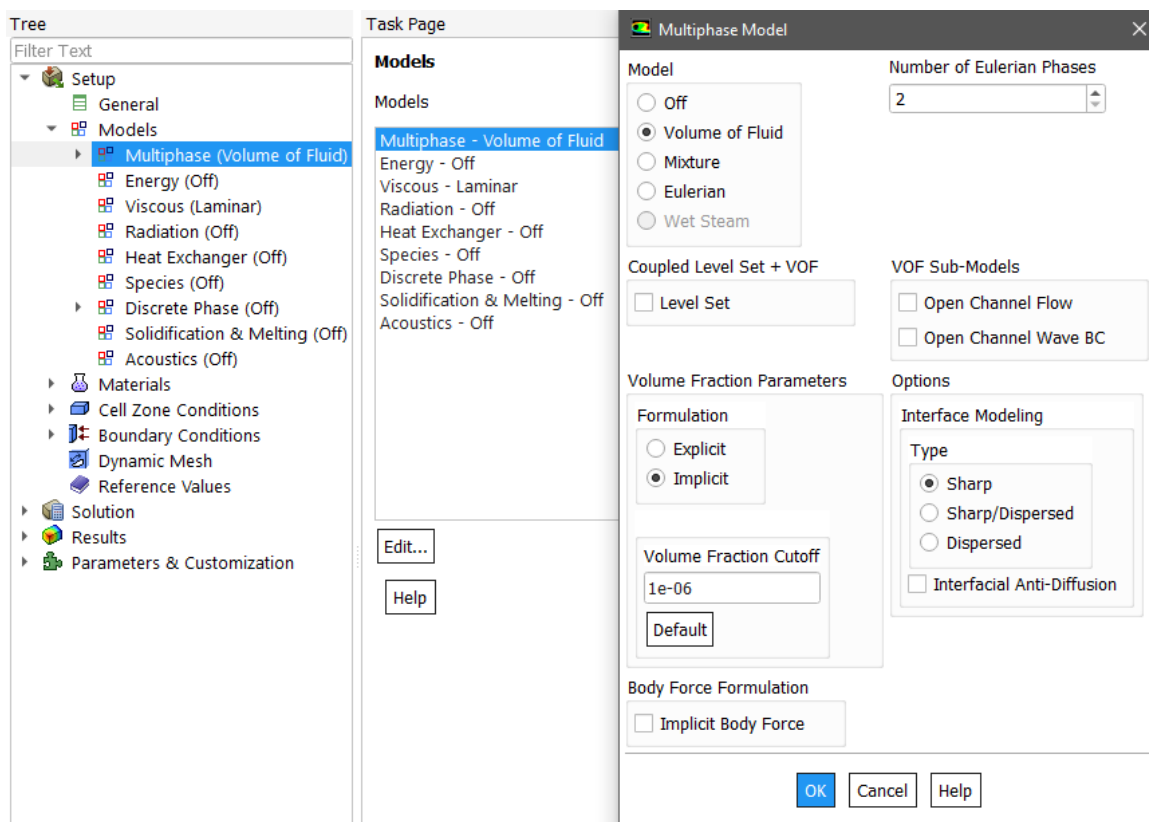 Tree
Filter Text
Setup
General
Models
Multiphase (Volume of Fluid)
Energy (Off)
Viscous (Laminar)
Radiation (Off)
Heat Exchanger (Off)
Species (Off)
Discrete Phase (Off)
Solidification & Melting (Off)
Acoustics (Off)
Materials
Cell Zone Conditions
Boundary Conditions
Dynamic Mesh
Reference Values
Solution
Results
Parameters & Customization
Task Page
Models
Models
Multiphase - Volume of Fluid
Energy - Off
Viscous - Laminar
Radiation - Off
Heat Exchanger - Off
Species - Off
Discrete Phase - Off
Solidification & Melting - Off
Acoustics - Off
Edit...
Help
Multiphase Model
Model
Off
Volume of Fluid
Mixture
Eulerian
Wet Steam
Number of Eulerian Phases
2
Coupled Level Set + VOF
Level Set
VOF Sub-Models
Open Channel Flow
Open Channel Wave BC
Volume Fraction Parameters
Formulation
Explicit
Implicit
Volume Fraction Cutoff
1e-06
Default
Options
Interface Modeling
Type
Sharp
Sharp/Dispersed
Dispersed
Interfacial Anti-Diffusion
Body Force Formulation
Implicit Body Force
OK Cancel Help